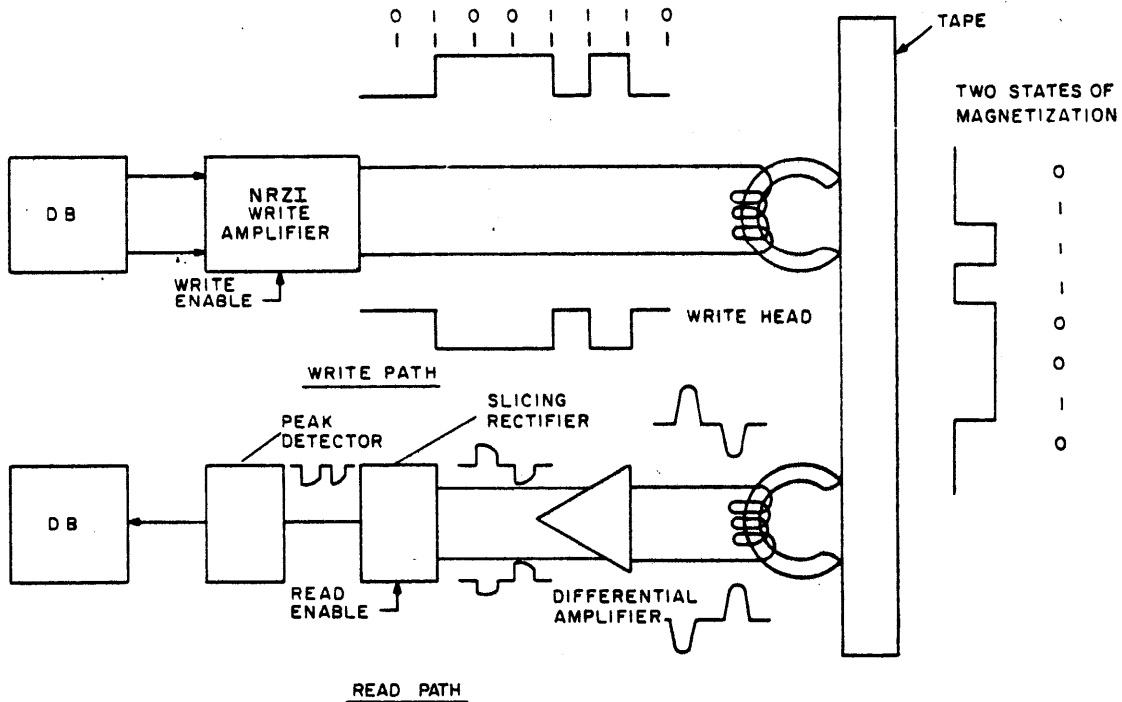 0 1 0 0 1 1 1 0
TAPE
TWO STATES OF
MAGNETIZATION
DB
NRZI
WRITE
AMPLIFIER
WRITE
ENABLE
WRITE HEAD
0
1
1
1
0
0
1
0
WRITE PATH
SLICING
RECTIFIER
PEAK
DETECTOR
DB
READ
ENABLE
DIFFERENTIAL
AMPLIFIER
READ PATH